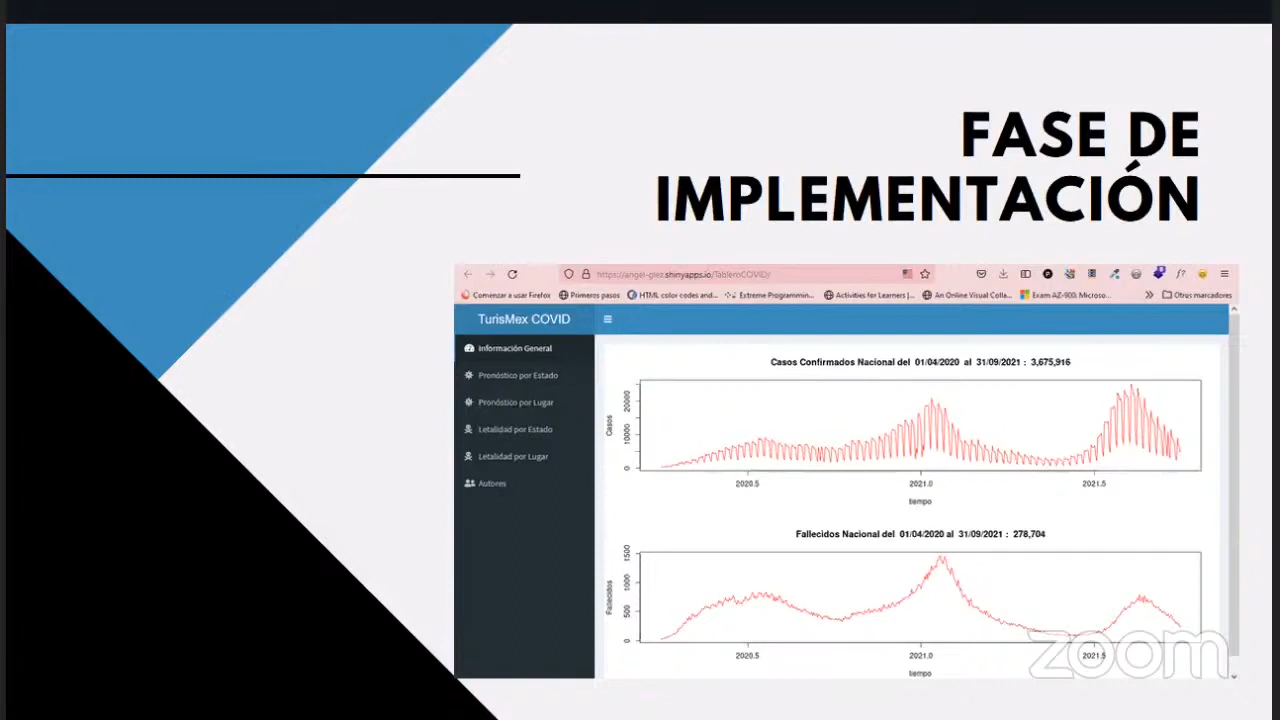 FASE DE
IMPLEMENTACIÓN
https://angel-glez.shinyapps.io/TableroCOVID/
Comenzar a usar Firefox
Primeros pasos
HTML color codes and...
Extreme Programmin...
Activities for Learners |...
An Online Visual Colla...
Exam AZ-900: Microso...
Otros marcadores
TurisMex COVID
Información General
Pronóstico por Estado
Pronóstico por Lugar
Letalidad por Estado
Letalidad por Lugar
Autores
Casos Confirmados Nacional del 01/04/2020 al 31/09/2021 : 3,675,916
Casos
0
10000
20000
2020.5
2021.0
2021.5
tiempo
Fallecidos Nacional del 01/04/2020 al 31/09/2021 : 278,704
Fallecidos
0
500
1000
1500
2020.5
2021.0
2021.5
tiempo
zoom